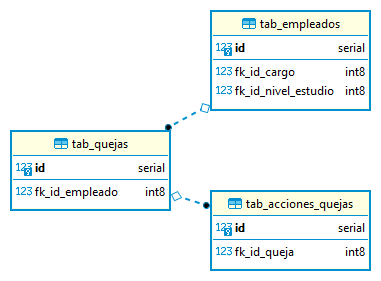 tab_empleados
123 id serial
123 fk_id_cargo int8
123 fk_id_nivel_estudio int8
tab_quejas
123 id serial
123 fk_id_empleado int8
tab_acciones_quejas
123 id serial
123 fk_id_queja int8